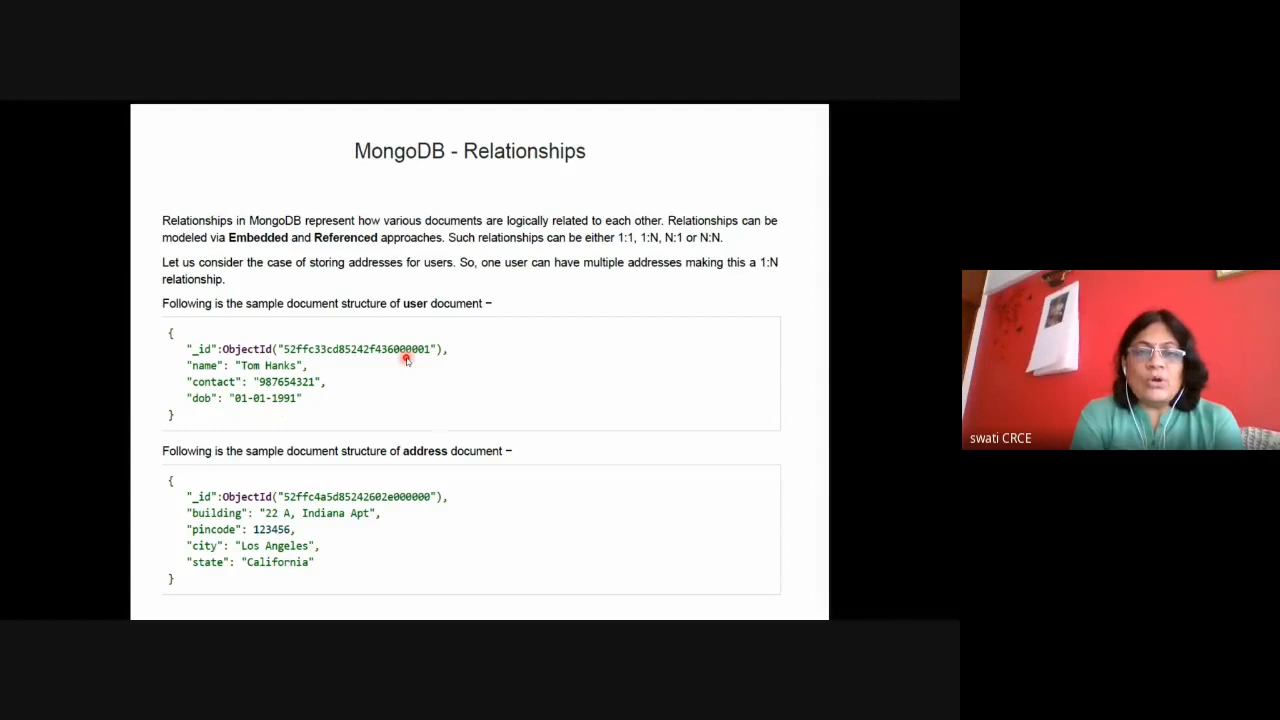 MongoDB - Relationships
Relationships in MongoDB represent how various documents are logically related to each other. Relationships can be
modeled via Embedded and Referenced approaches. Such relationships can be either 1:1, 1:N, N:1 or N:N.
Let us consider the case of storing addresses for users. So, one user can have multiple addresses making this a 1:N
relationship.
Following is the sample document structure of user document −
{
"_id":ObjectId("52ffc33cd85242f436000001"),
"name": "Tom Hanks",
"contact": "987654321",
"dob": "01-01-1991"
}
Following is the sample document structure of address document −
{
"_id":ObjectId("52ffc4a5d85242602e000000"),
"building": "22 A, Indiana Apt",
"pincode": 123456,
"city": "Los Angeles",
"state": "California"
}
swati CRCE